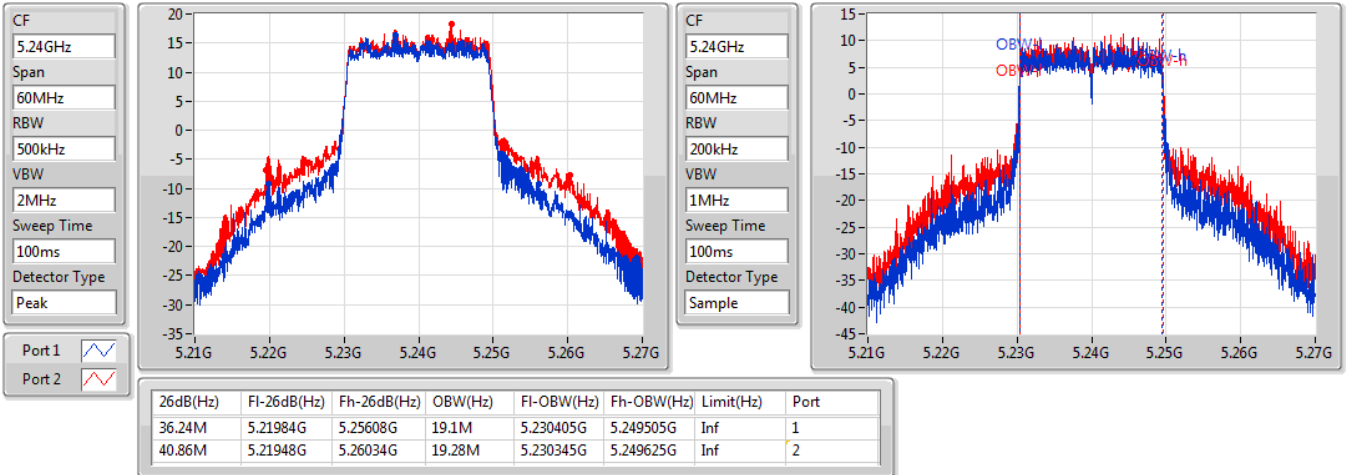 CF
5.24GHz
Span
60MHz
RBW
500kHz
VBW
2MHz
Sweep Time
100ms
Detector Type
Peak
20
15
10
5
0
-5
-10
-15
-20
-25
-30
-35
5.21G 5.22G 5.23G 5.24G 5.25G 5.26G 5.27G
CF
5.24GHz
Span
60MHz
RBW
200kHz
VBW
1MHz
Sweep Time
100ms
Detector Type
Sample
15
10
5
0
-5
-10
-15
-20
-25
-30
-35
-40
-45
5.21G 5.22G 5.23G 5.24G 5.25G 5.26G 5.27G
Port 1
Port 2
26dB(Hz) Fl-26dB(Hz) Fh-26dB(Hz) OBW(Hz) Fl-OBW(Hz) Fh-OBW(Hz) Limit(Hz) Port
36.24M 5.21984G 5.25608G 19.1M 5.230405G 5.249505G Inf 1
40.86M 5.21948G 5.26034G 19.28M 5.230345G 5.249625G Inf 2